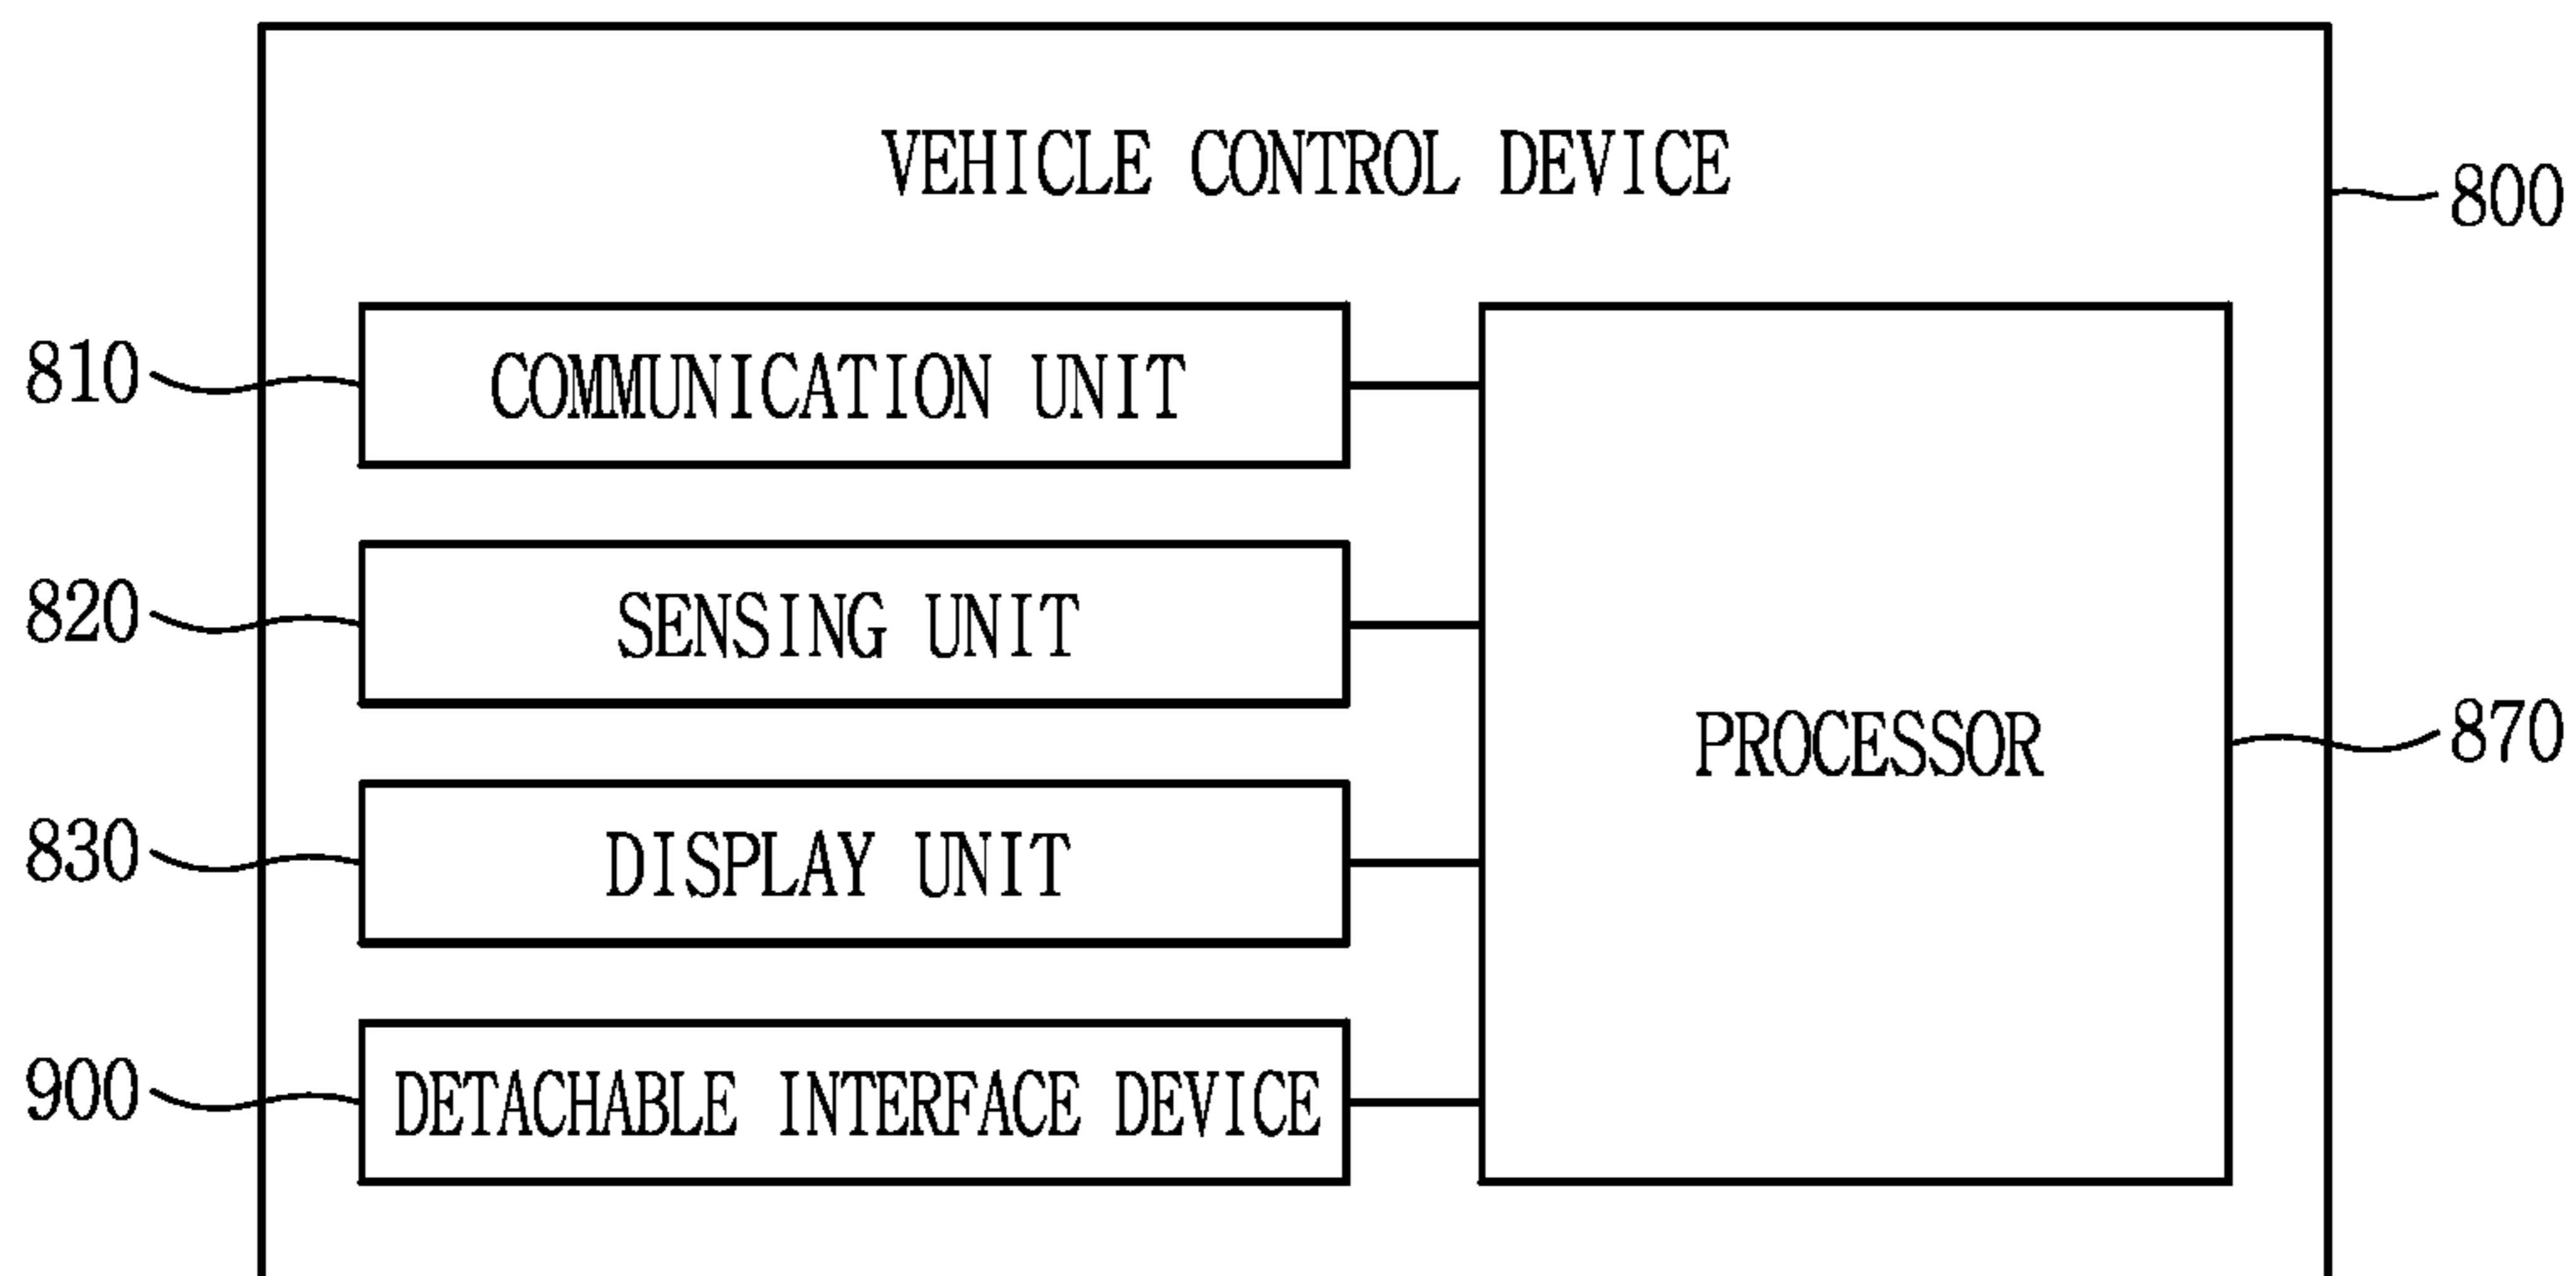 VEHICLE CONTROL DEVICE
800
810
COMMUNICATION UNIT
820
SENSING UNIT
PROCESSOR
870
830
DISPLAY UNIT
900
DETACHABLE INTERFACE DEVICE